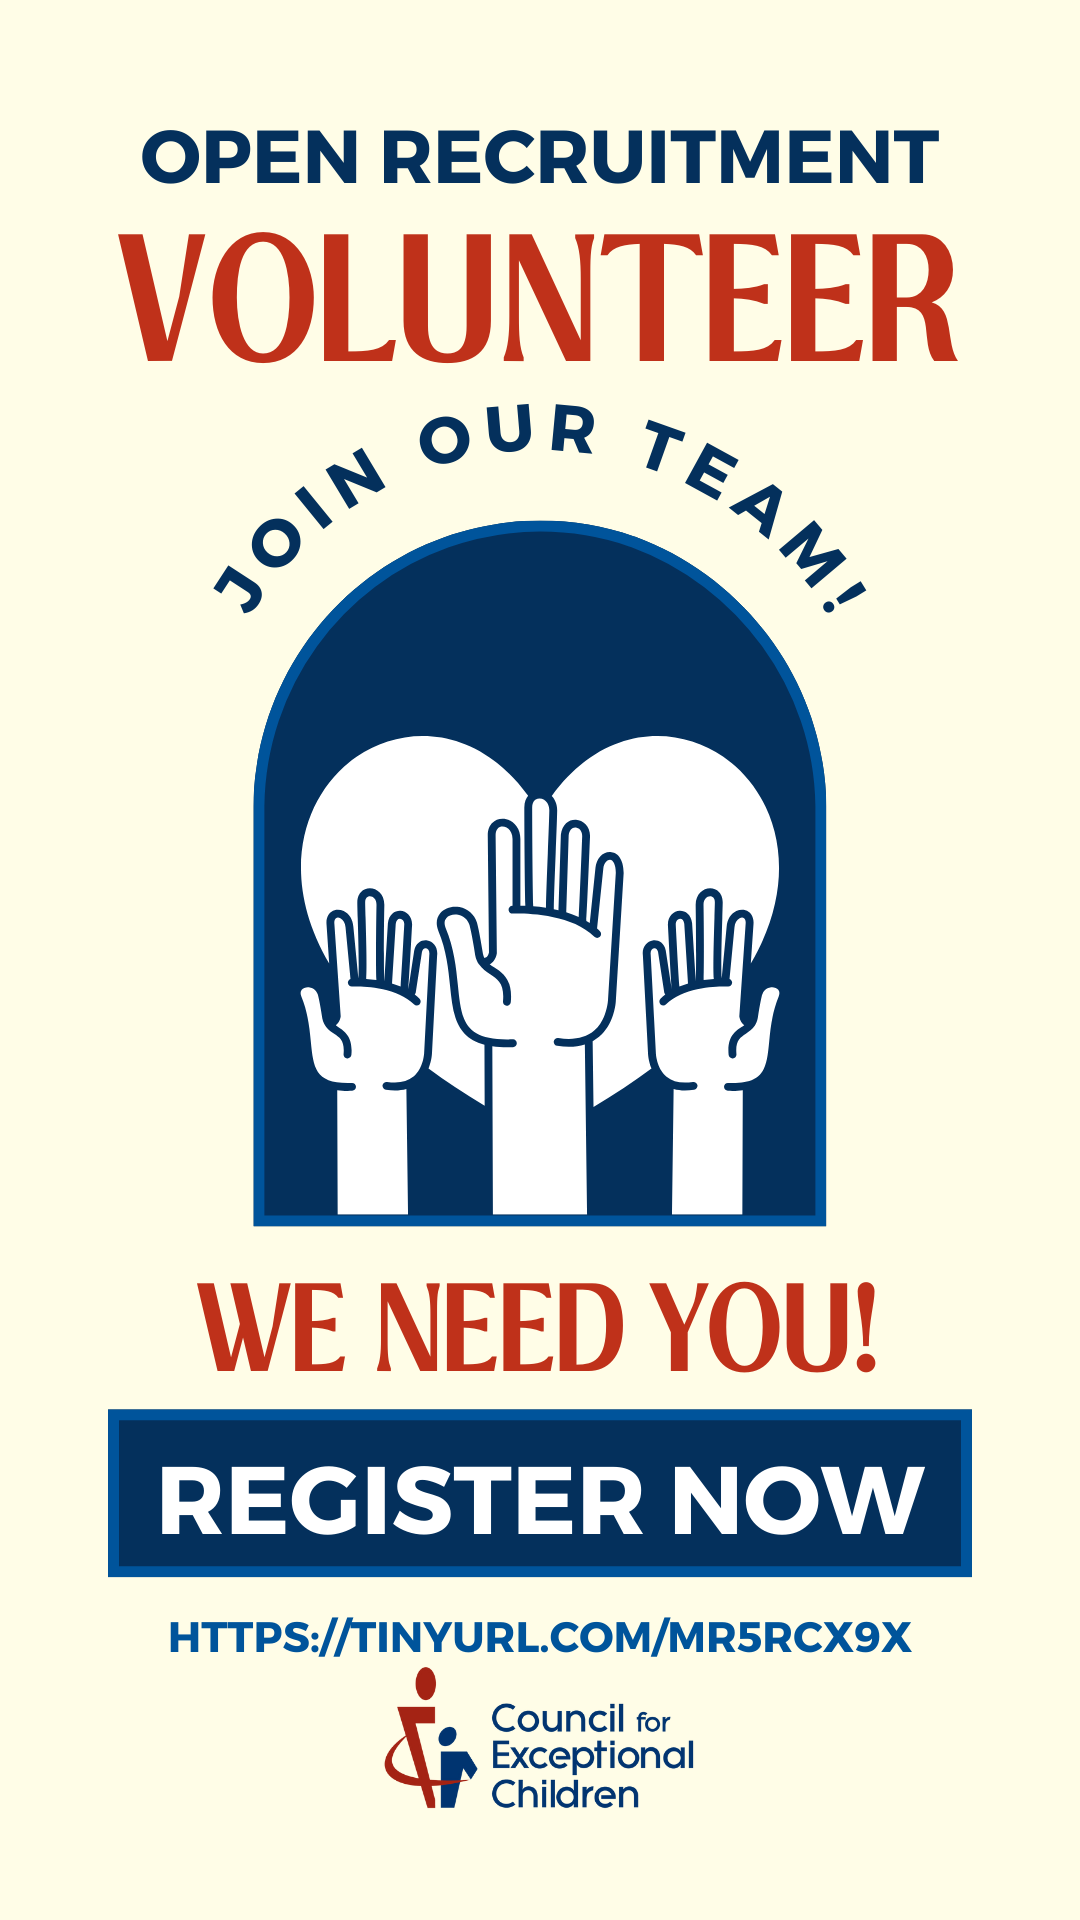 OPEN RECRUITMENT
VOLUNTEER
JOIN OUR TEAM!
WE NEED YOU!
REGISTER NOW
HTTPS://TINYURL.COM/MR5RCX9X
Council for
Exceptional
Children